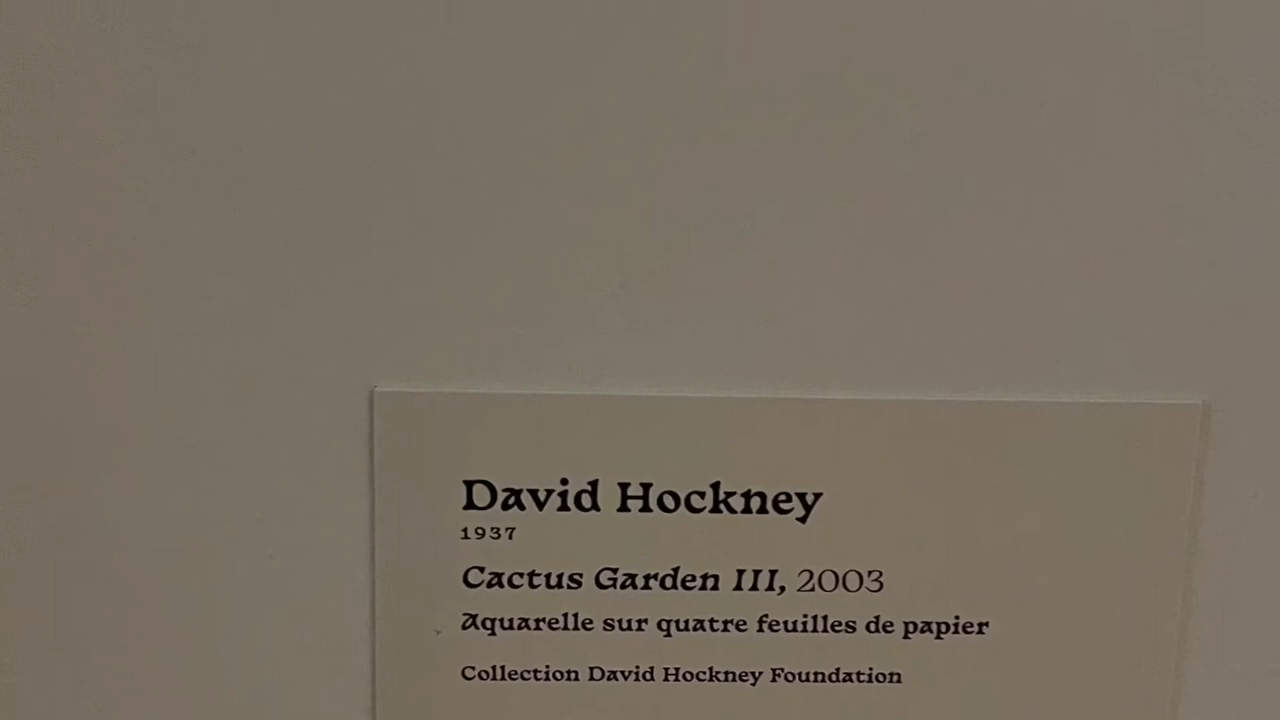 David Hockney
1937
Cactus Garden III, 2003
Aquarelle sur quatre feuilles de papier
Collection David Hockney Foundation